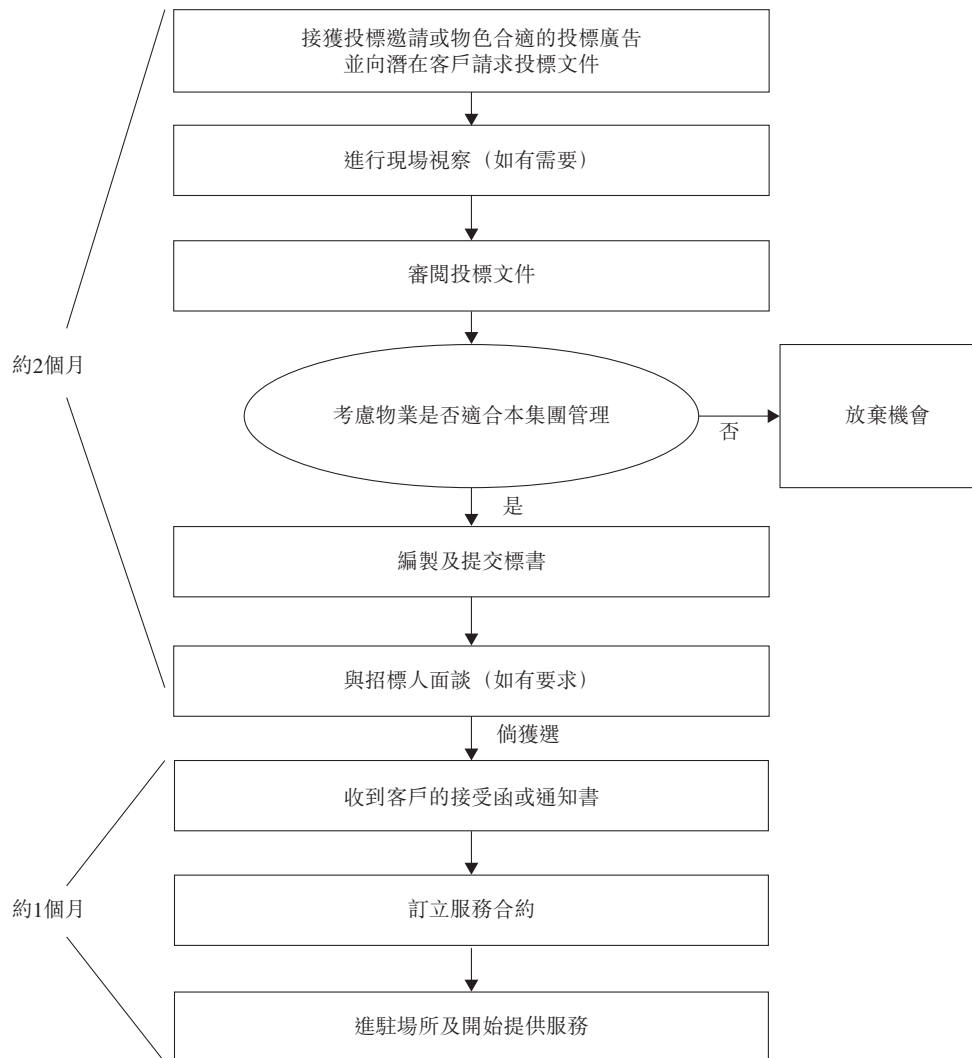 接獲投標邀請或物色合適的投標廣告
並向潛在客戶請求投標文件
進行現場視察（如有需要）
審閱投標文件
約2個月
考慮物業是否適合本集團管理
否
放棄機會
是
編製及提交標書
與招標人面談（如有要求）
倘獲選
收到客戶的接受函或通知書
約1個月
訂立服務合約
進駐場所及開始提供服務